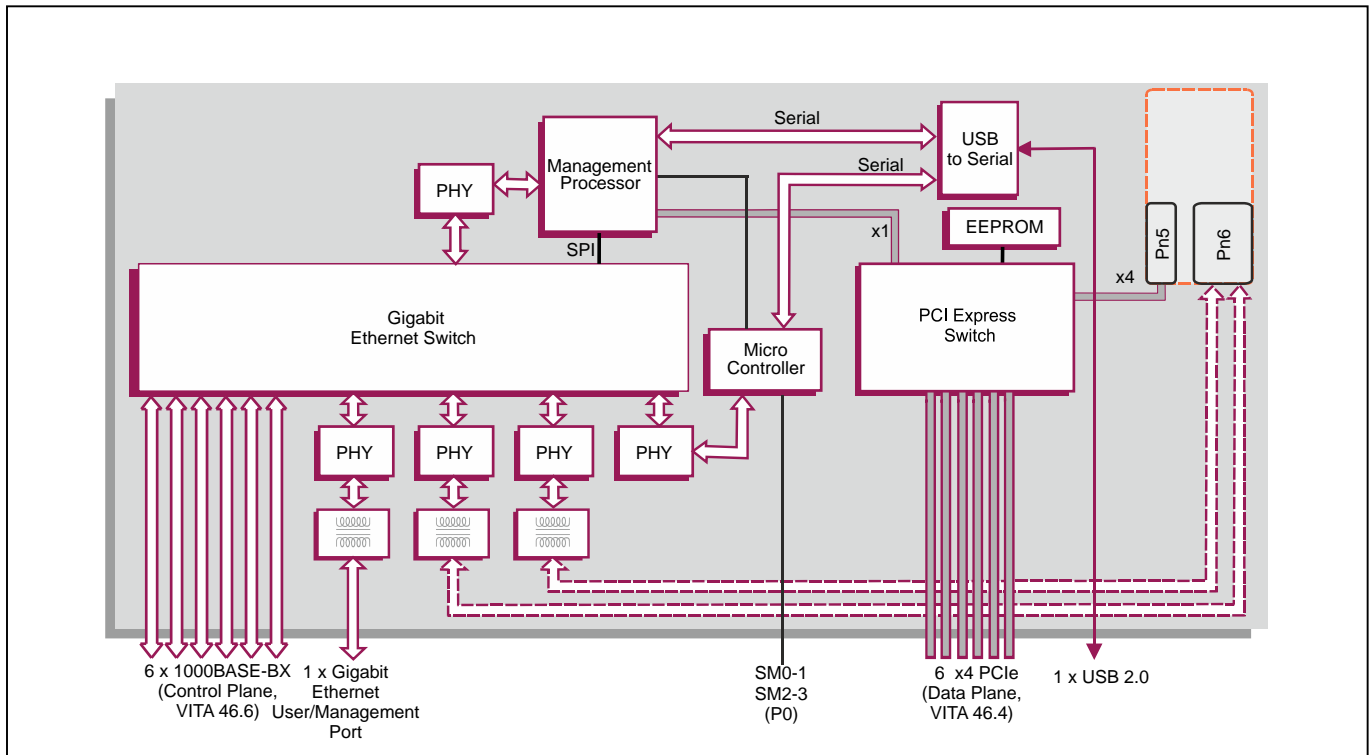 Serial
USB
to Serial
Management
Processor
Serial
PHY
x1
EEPROM
Pn5
Pn6
SPI
x4
Gigabit
Ethernet Switch
PCI Express
Switch
Micro
Controller
PHY
PHY
PHY
PHY
6 x 1000BASE-BX
(Control Plane,
VITA 46.6)
1 x Gigabit
Ethernet
User/Management
Port
SM0-1
SM2-3
(P0)
6 x4 PCIe
(Data Plane,
VITA 46.4)
1 x USB 2.0